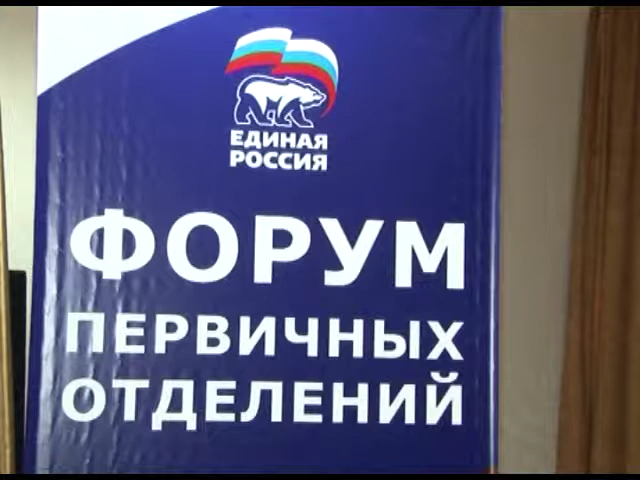 ЕДИНАЯ
РОССИЯ
ФОРУМ
ПЕРВИЧНЫХ
ОТДЕЛЕНИЙ